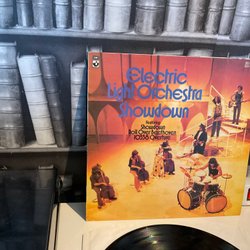 Electric
Light Orchestra
Showdown
Featuring
Showdown
Roll Over Beethoven
10538 Overture